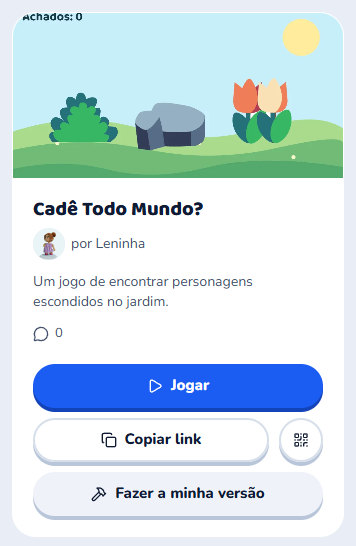 Achados: 0
Cadê Todo Mundo?
por Leninha
Um jogo de encontrar personagens
escondidos no jardim.
0
Jogar
Copiar link
Fazer a minha versão